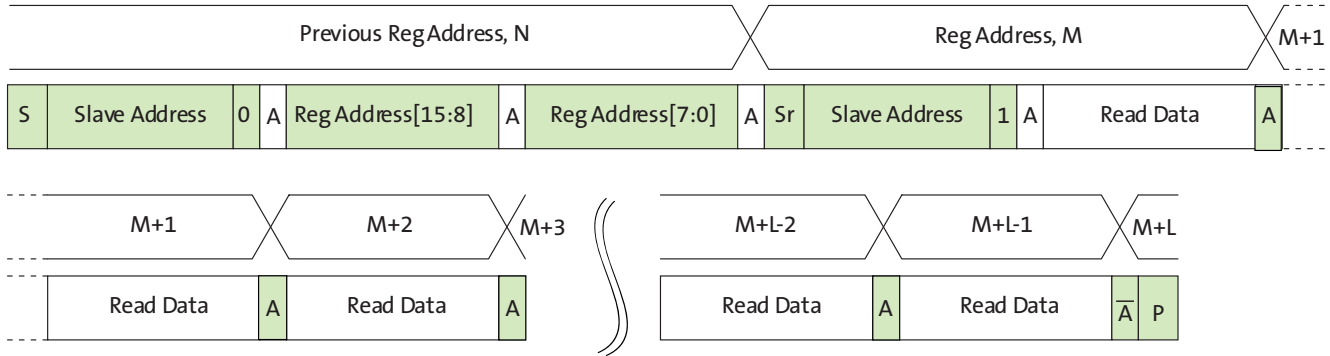 Previous Reg Address, N Reg Address, M M+1
S Slave Address 0 A Reg Address[15:8] A Reg Address[7:0] A Sr Slave Address 1 A Read Data A
M+1 M+2 M+3 M+L-2 M+L-1 M+L
Read Data A Read Data A Read Data A Read Data A̅ P